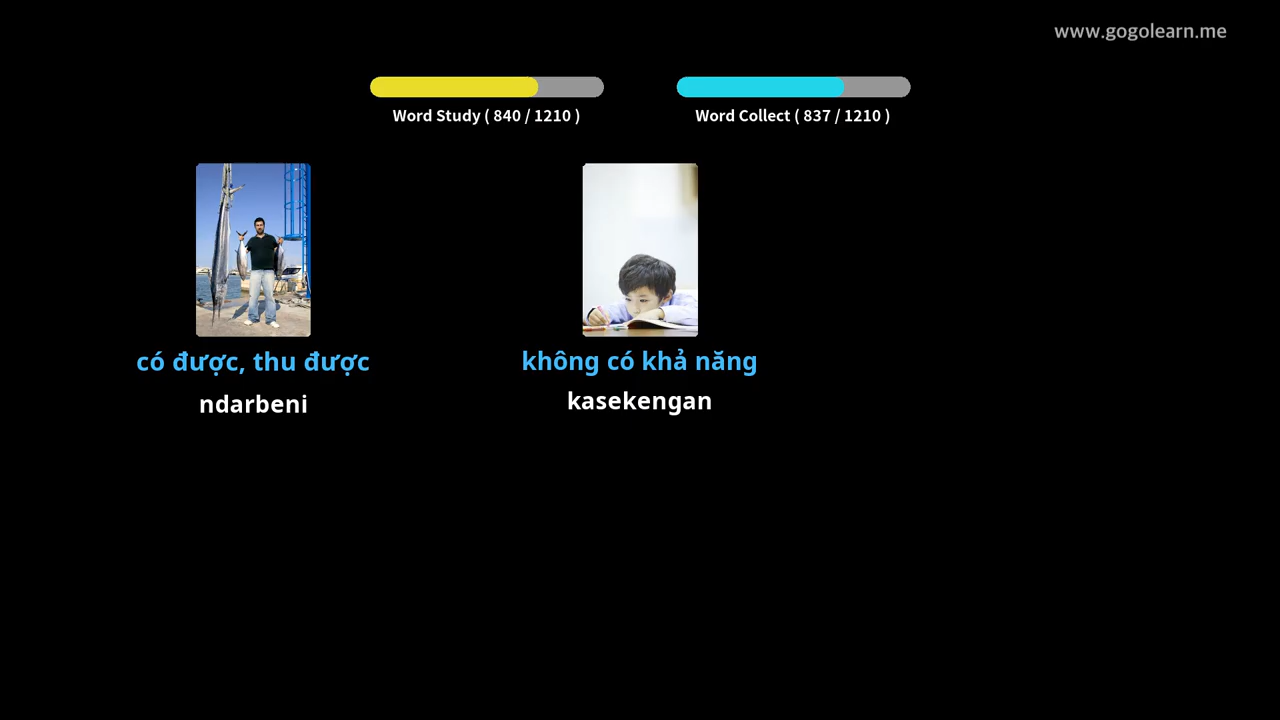 www.gogolearn.me
Word Study ( 840 / 1210 )
Word Collect ( 837 / 1210 )
có được, thu được
ndarbeni
không có khả năng
kasekengan